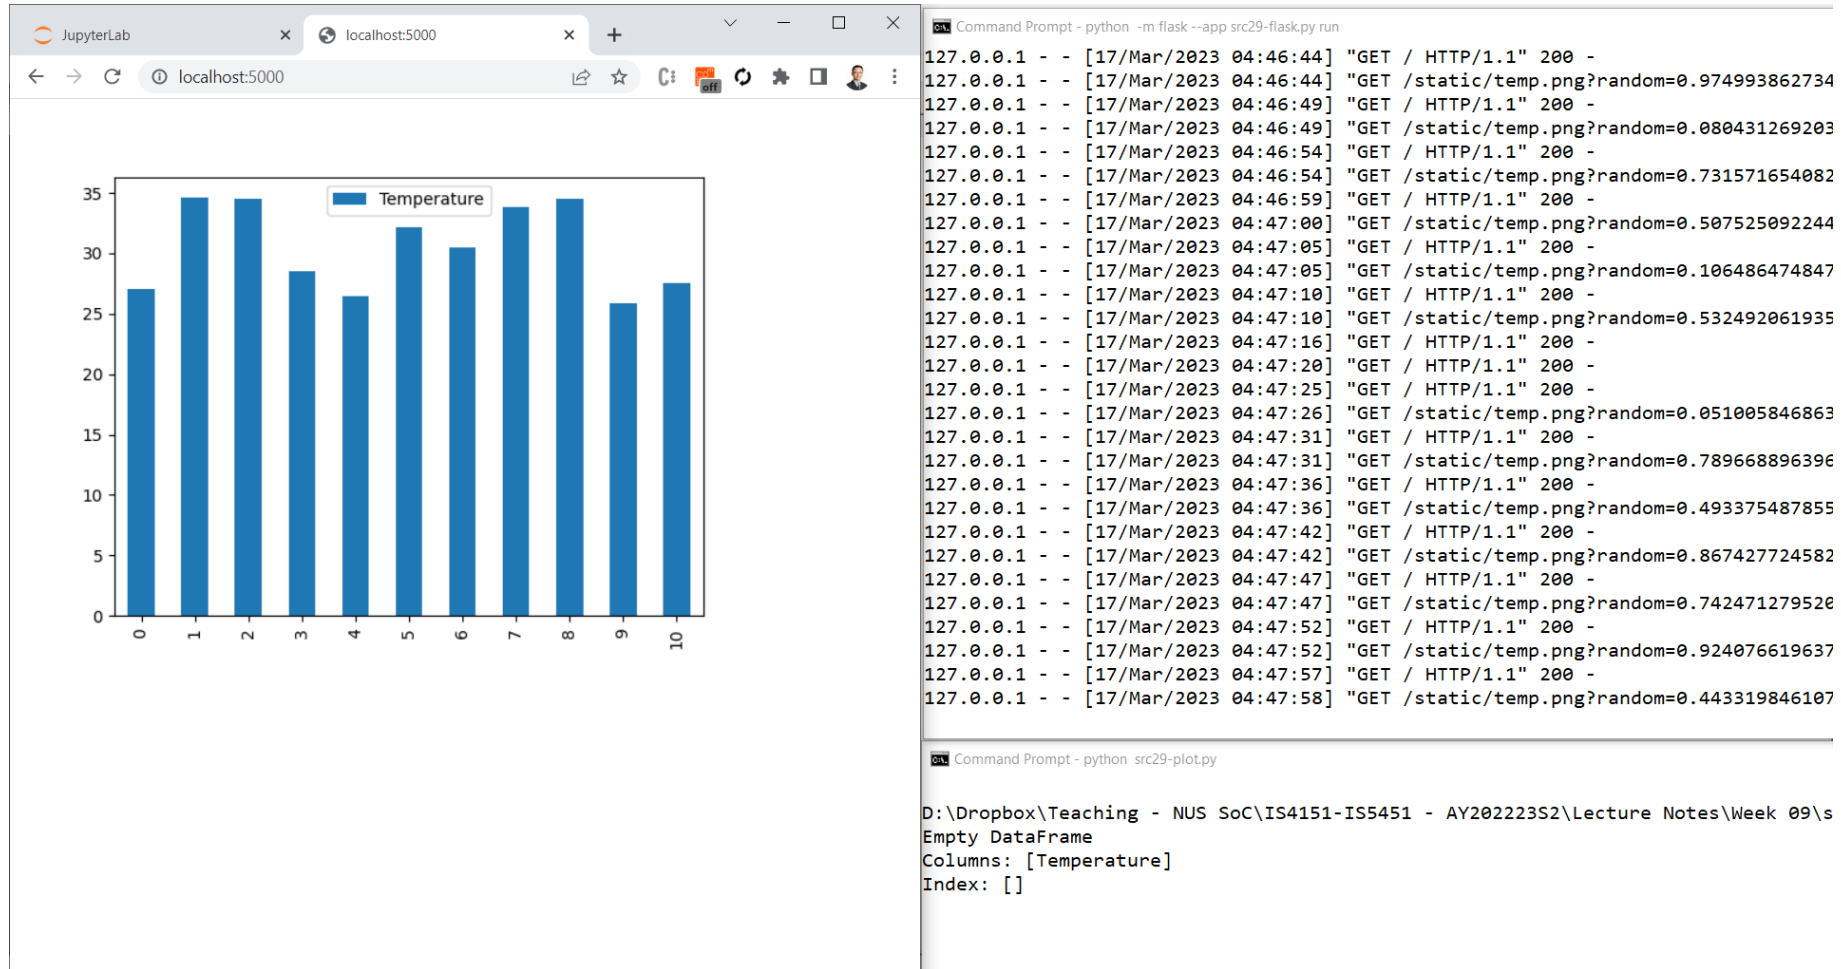 JupyterLab
localhost:5000
localhost:5000
off
Temperature
35
30
25
20
15
10
5
0
0 1 2 3 4 5 6 7 8 9 10
Command Prompt - python -m flask --app src29-flask.py run
127.0.0.1 - - [17/Mar/2023 04:46:44] "GET / HTTP/1.1" 200 -
127.0.0.1 - - [17/Mar/2023 04:46:44] "GET /static/temp.png?random=0.974993862734
127.0.0.1 - - [17/Mar/2023 04:46:49] "GET / HTTP/1.1" 200 -
127.0.0.1 - - [17/Mar/2023 04:46:49] "GET /static/temp.png?random=0.080431269203
127.0.0.1 - - [17/Mar/2023 04:46:54] "GET / HTTP/1.1" 200 -
127.0.0.1 - - [17/Mar/2023 04:46:54] "GET /static/temp.png?random=0.731571654082
127.0.0.1 - - [17/Mar/2023 04:46:59] "GET / HTTP/1.1" 200 -
127.0.0.1 - - [17/Mar/2023 04:47:00] "GET /static/temp.png?random=0.507525092244
127.0.0.1 - - [17/Mar/2023 04:47:05] "GET / HTTP/1.1" 200 -
127.0.0.1 - - [17/Mar/2023 04:47:05] "GET /static/temp.png?random=0.106486474847
127.0.0.1 - - [17/Mar/2023 04:47:10] "GET / HTTP/1.1" 200 -
127.0.0.1 - - [17/Mar/2023 04:47:10] "GET /static/temp.png?random=0.532492061935
127.0.0.1 - - [17/Mar/2023 04:47:16] "GET / HTTP/1.1" 200 -
127.0.0.1 - - [17/Mar/2023 04:47:20] "GET / HTTP/1.1" 200 -
127.0.0.1 - - [17/Mar/2023 04:47:25] "GET / HTTP/1.1" 200 -
127.0.0.1 - - [17/Mar/2023 04:47:26] "GET /static/temp.png?random=0.051005846863
127.0.0.1 - - [17/Mar/2023 04:47:31] "GET / HTTP/1.1" 200 -
127.0.0.1 - - [17/Mar/2023 04:47:31] "GET /static/temp.png?random=0.789668896396
127.0.0.1 - - [17/Mar/2023 04:47:36] "GET / HTTP/1.1" 200 -
127.0.0.1 - - [17/Mar/2023 04:47:36] "GET /static/temp.png?random=0.493375487855
127.0.0.1 - - [17/Mar/2023 04:47:42] "GET / HTTP/1.1" 200 -
127.0.0.1 - - [17/Mar/2023 04:47:42] "GET /static/temp.png?random=0.867427724582
127.0.0.1 - - [17/Mar/2023 04:47:47] "GET / HTTP/1.1" 200 -
127.0.0.1 - - [17/Mar/2023 04:47:47] "GET /static/temp.png?random=0.742471279520
127.0.0.1 - - [17/Mar/2023 04:47:52] "GET / HTTP/1.1" 200 -
127.0.0.1 - - [17/Mar/2023 04:47:52] "GET /static/temp.png?random=0.924076619637
127.0.0.1 - - [17/Mar/2023 04:47:57] "GET / HTTP/1.1" 200 -
127.0.0.1 - - [17/Mar/2023 04:47:58] "GET /static/temp.png?random=0.443319846107
Command Prompt - python src29-plot.py
D:\Dropbox\Teaching - NUS SoC\IS4151-IS5451 - AY202223S2\Lecture Notes\Week 09\s
Empty DataFrame
Columns: [Temperature]
Index: []